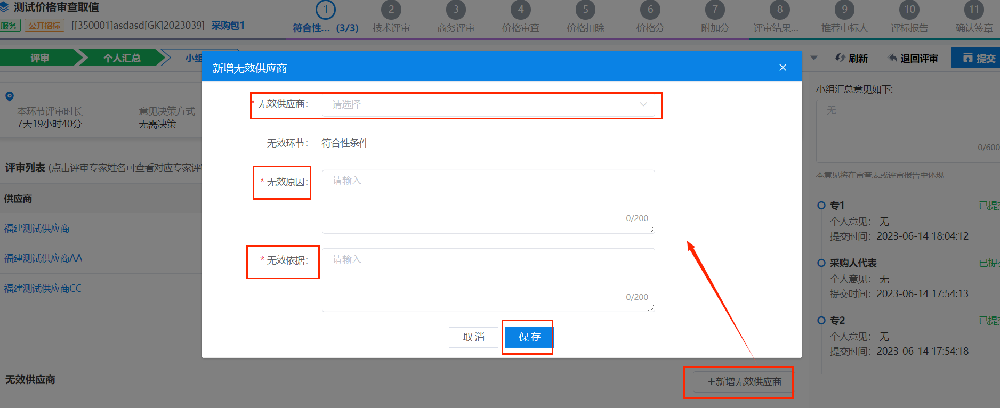 测试价格审查取值
服务 公开招标 [[350001]asdasd[GK]2023039] 采购包1
1 2 3 4 5 6 7 8 9 10 11
符合性... (3/3) 技术评审 商务评审 价格审查 价格扣除 价格分 附加分 评审结果... 推荐中标人 评标报告 确认签章
评审 个人汇总 小组
刷新 退回评审 提交
新增无效供应商
* 无效供应商: 请选择
无效环节: 符合性条件
* 无效原因: 请输入
0/200
* 无效依据: 请输入
0/200
取消 保存
本环节评审时长 意见决策方式
7天19小时40分 无需决策
评审列表 (点击评审专家姓名可查看对应专家评
供应商
福建测试供应商
福建测试供应商AA
福建测试供应商CC
无效供应商
+新增无效供应商
小组汇总意见如下:
无
0/600
本意见将在审查表或评审报告中体现
专1 已提
个人意见: 无
提交时间: 2023-06-14 18:04:12
采购人代表 已提
个人意见: 无
提交时间: 2023-06-14 17:54:13
专2 已提
个人意见: 无
提交时间: 2023-06-14 17:54:18